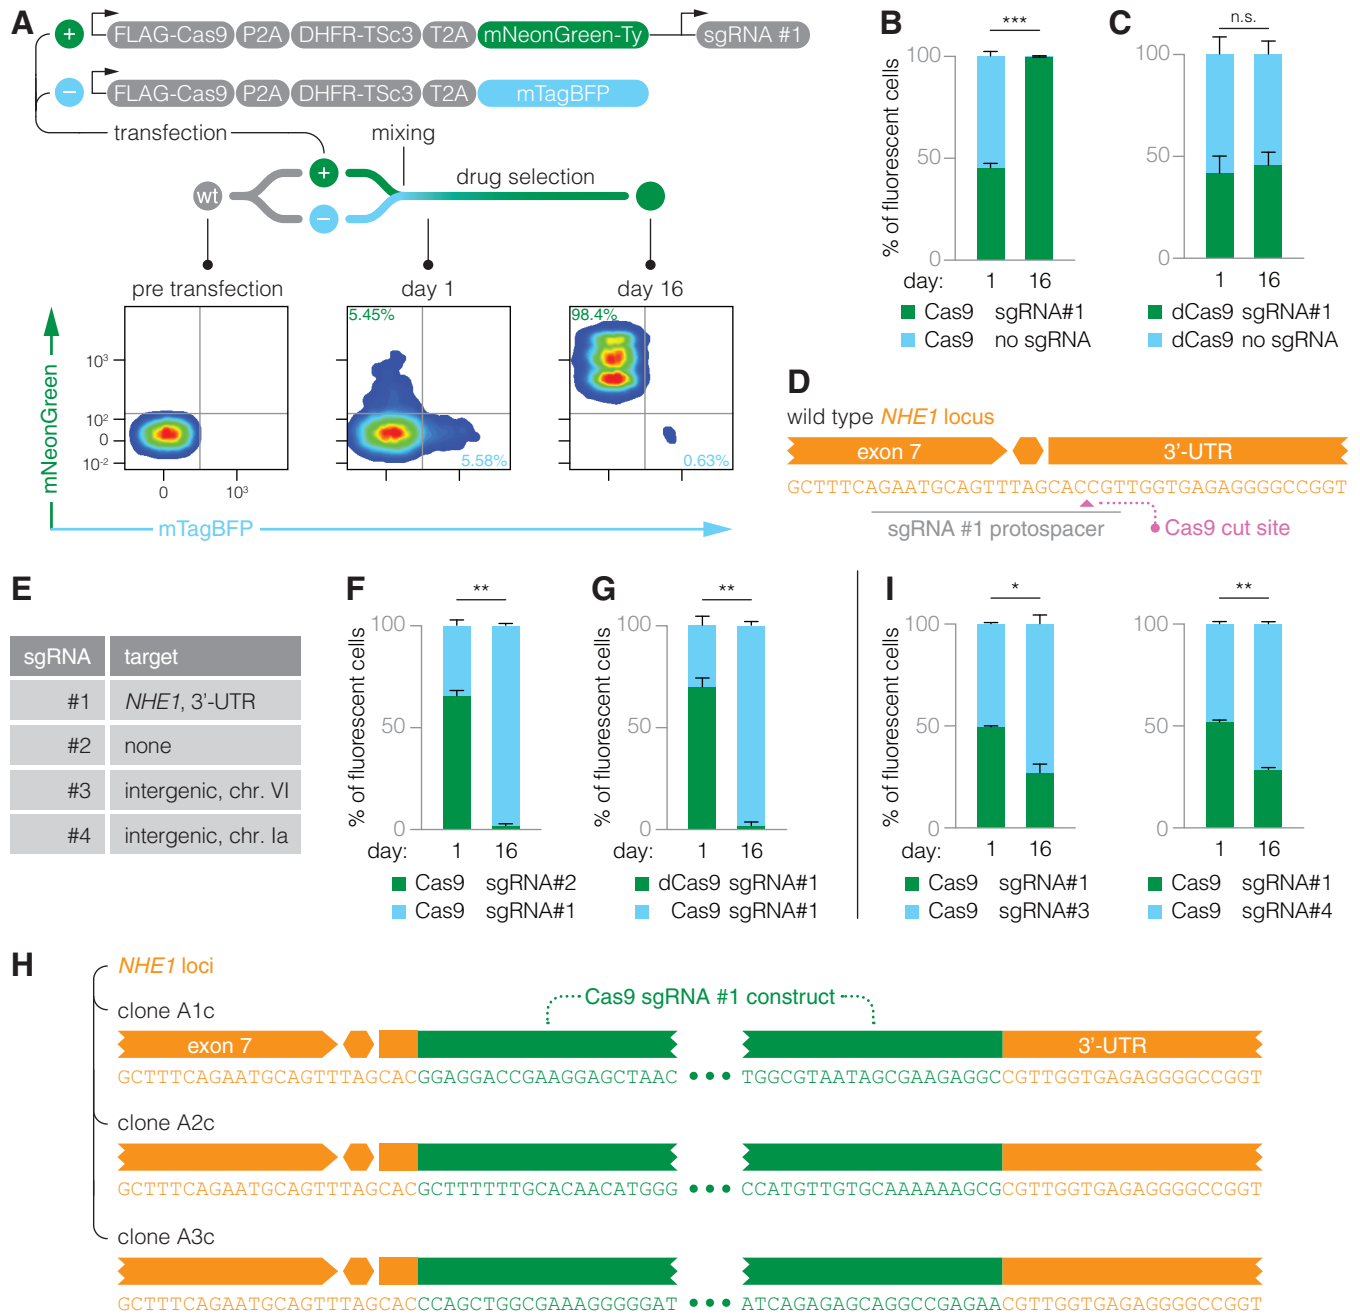 A
+ FLAG-Cas9 P2A DHFR-TSc3 T2A mNeonGreen-Ty sgRNA #1
− FLAG-Cas9 P2A DHFR-TSc3 T2A mTagBFP
transfection
mixing
wt
+
−
drug selection
pre transfection
day 1
day 16
5.45%
98.4%
10³
10²
0
10⁻²
5.58%
0.63%
0 10³
mNeonGreen
mTagBFP
B
***
% of fluorescent cells
100
50
0
day: 1 16
Cas9 sgRNA#1
Cas9 no sgRNA
C
n.s.
100
50
0
1 16
dCas9 sgRNA#1
dCas9 no sgRNA
D
wild type NHE1 locus
exon 7 3'-UTR
GCTTTCAGAATGCAGTTTAGCACCGTTGGTGAGAGGGGCCGGT
sgRNA #1 protospacer
Cas9 cut site
E
sgRNA target
#1 NHE1, 3'-UTR
#2 none
#3 intergenic, chr. VI
#4 intergenic, chr. Ia
F
**
% of fluorescent cells
100
50
0
day: 1 16
Cas9 sgRNA#2
Cas9 sgRNA#1
G
**
% of fluorescent cells
100
50
0
day: 1 16
dCas9 sgRNA#1
Cas9 sgRNA#1
I
*
% of fluorescent cells
100
50
0
day: 1 16
Cas9 sgRNA#1
Cas9 sgRNA#3
**
100
50
0
1 16
Cas9 sgRNA#1
Cas9 sgRNA#4
H
NHE1 loci
Cas9 sgRNA #1 construct
clone A1c
exon 7 3'-UTR
GCTTTCAGAATGCAGTTTAGCACGGAGGACCGAAGGAGCTAAC ••• TGGCGTAATAGCGAAGAGGCCCGTTGGTGAGAGGGGCCGGT
clone A2c
GCTTTCAGAATGCAGTTTAGCACGCTTTTTTGCACAACATGGG ••• CCATGTTGTGCAAAAAAGCGCGTTGGTGAGAGGGGCCGGT
clone A3c
GCTTTCAGAATGCAGTTTAGCACCCAGCTGGCGAAAGGGGGAT ••• ATCAGAGAGCAGGCCGAGAACGTTGGTGAGAGGGGCCGGT